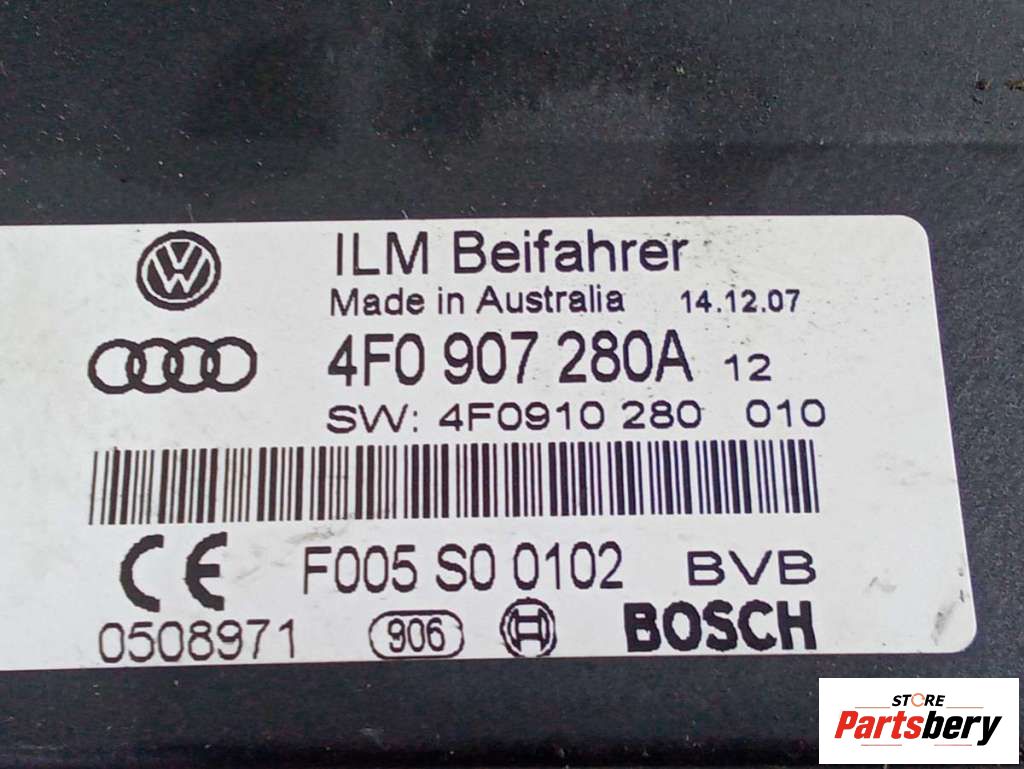 ILM Beifahrer
Made in Australia 14.12.07
4F0 907 280A 12
SW: 4F0910 280 010
CE F005 S0 0102 BVB
0508971 906 BOSCH
STORE
Partsbery